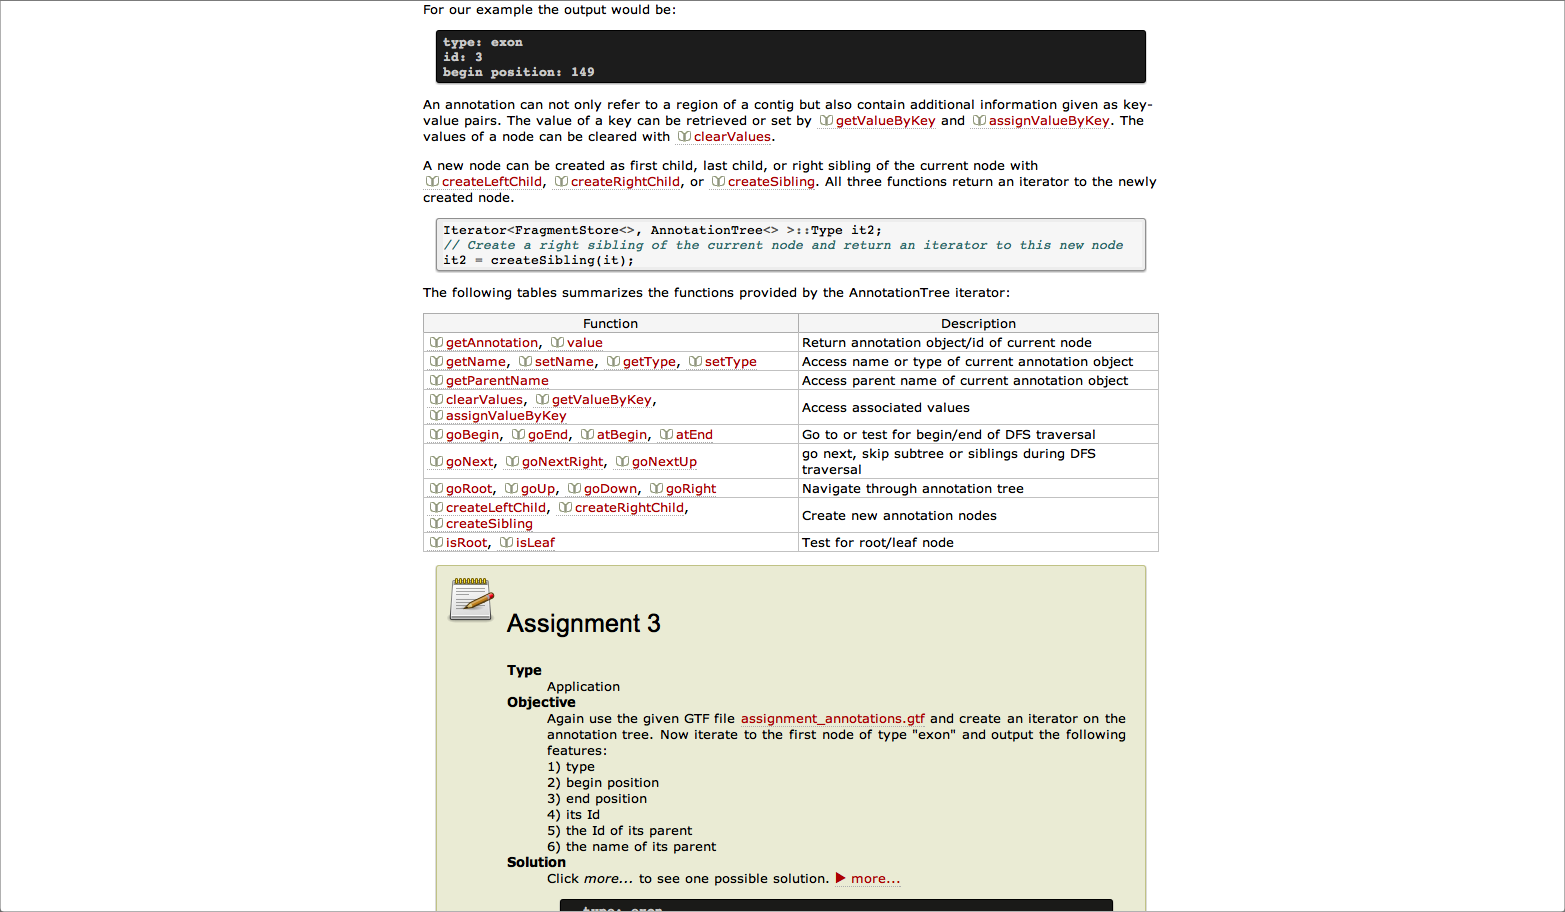 For our example the output would be:
type: exon
id: 3
begin position: 149
An annotation can not only refer to a region of a contig but also contain additional information given as key-
value pairs. The value of a key can be retrieved or set by getValueByKey and assignValueByKey. The
values of a node can be cleared with clearValues.
A new node can be created as first child, last child, or right sibling of the current node with
createLeftChild, createRightChild, or createSibling. All three functions return an iterator to the newly
created node.
Iterator<FragmentStore<>, AnnotationTree<> >::Type it2;
// Create a right sibling of the current node and return an iterator to this new node
it2 = createSibling(it);
The following tables summarizes the functions provided by the AnnotationTree iterator:
Function Description
getAnnotation, value Return annotation object/id of current node
getName, setName, getType, setType Access name or type of current annotation object
getParentName Access parent name of current annotation object
clearValues, getValueByKey,
assignValueByKey Access associated values
goBegin, goEnd, atBegin, atEnd Go to or test for begin/end of DFS traversal
goNext, goNextRight, goNextUp go next, skip subtree or siblings during DFS
traversal
goRoot, goUp, goDown, goRight Navigate through annotation tree
createLeftChild, createRightChild,
createSibling Create new annotation nodes
isRoot, isLeaf Test for root/leaf node
Assignment 3
Type
Application
Objective
Again use the given GTF file assignment_annotations.gtf and create an iterator on the
annotation tree. Now iterate to the first node of type "exon" and output the following
features:
1) type
2) begin position
3) end position
4) its Id
5) the Id of its parent
6) the name of its parent
Solution
Click more... to see one possible solution. ▶ more...